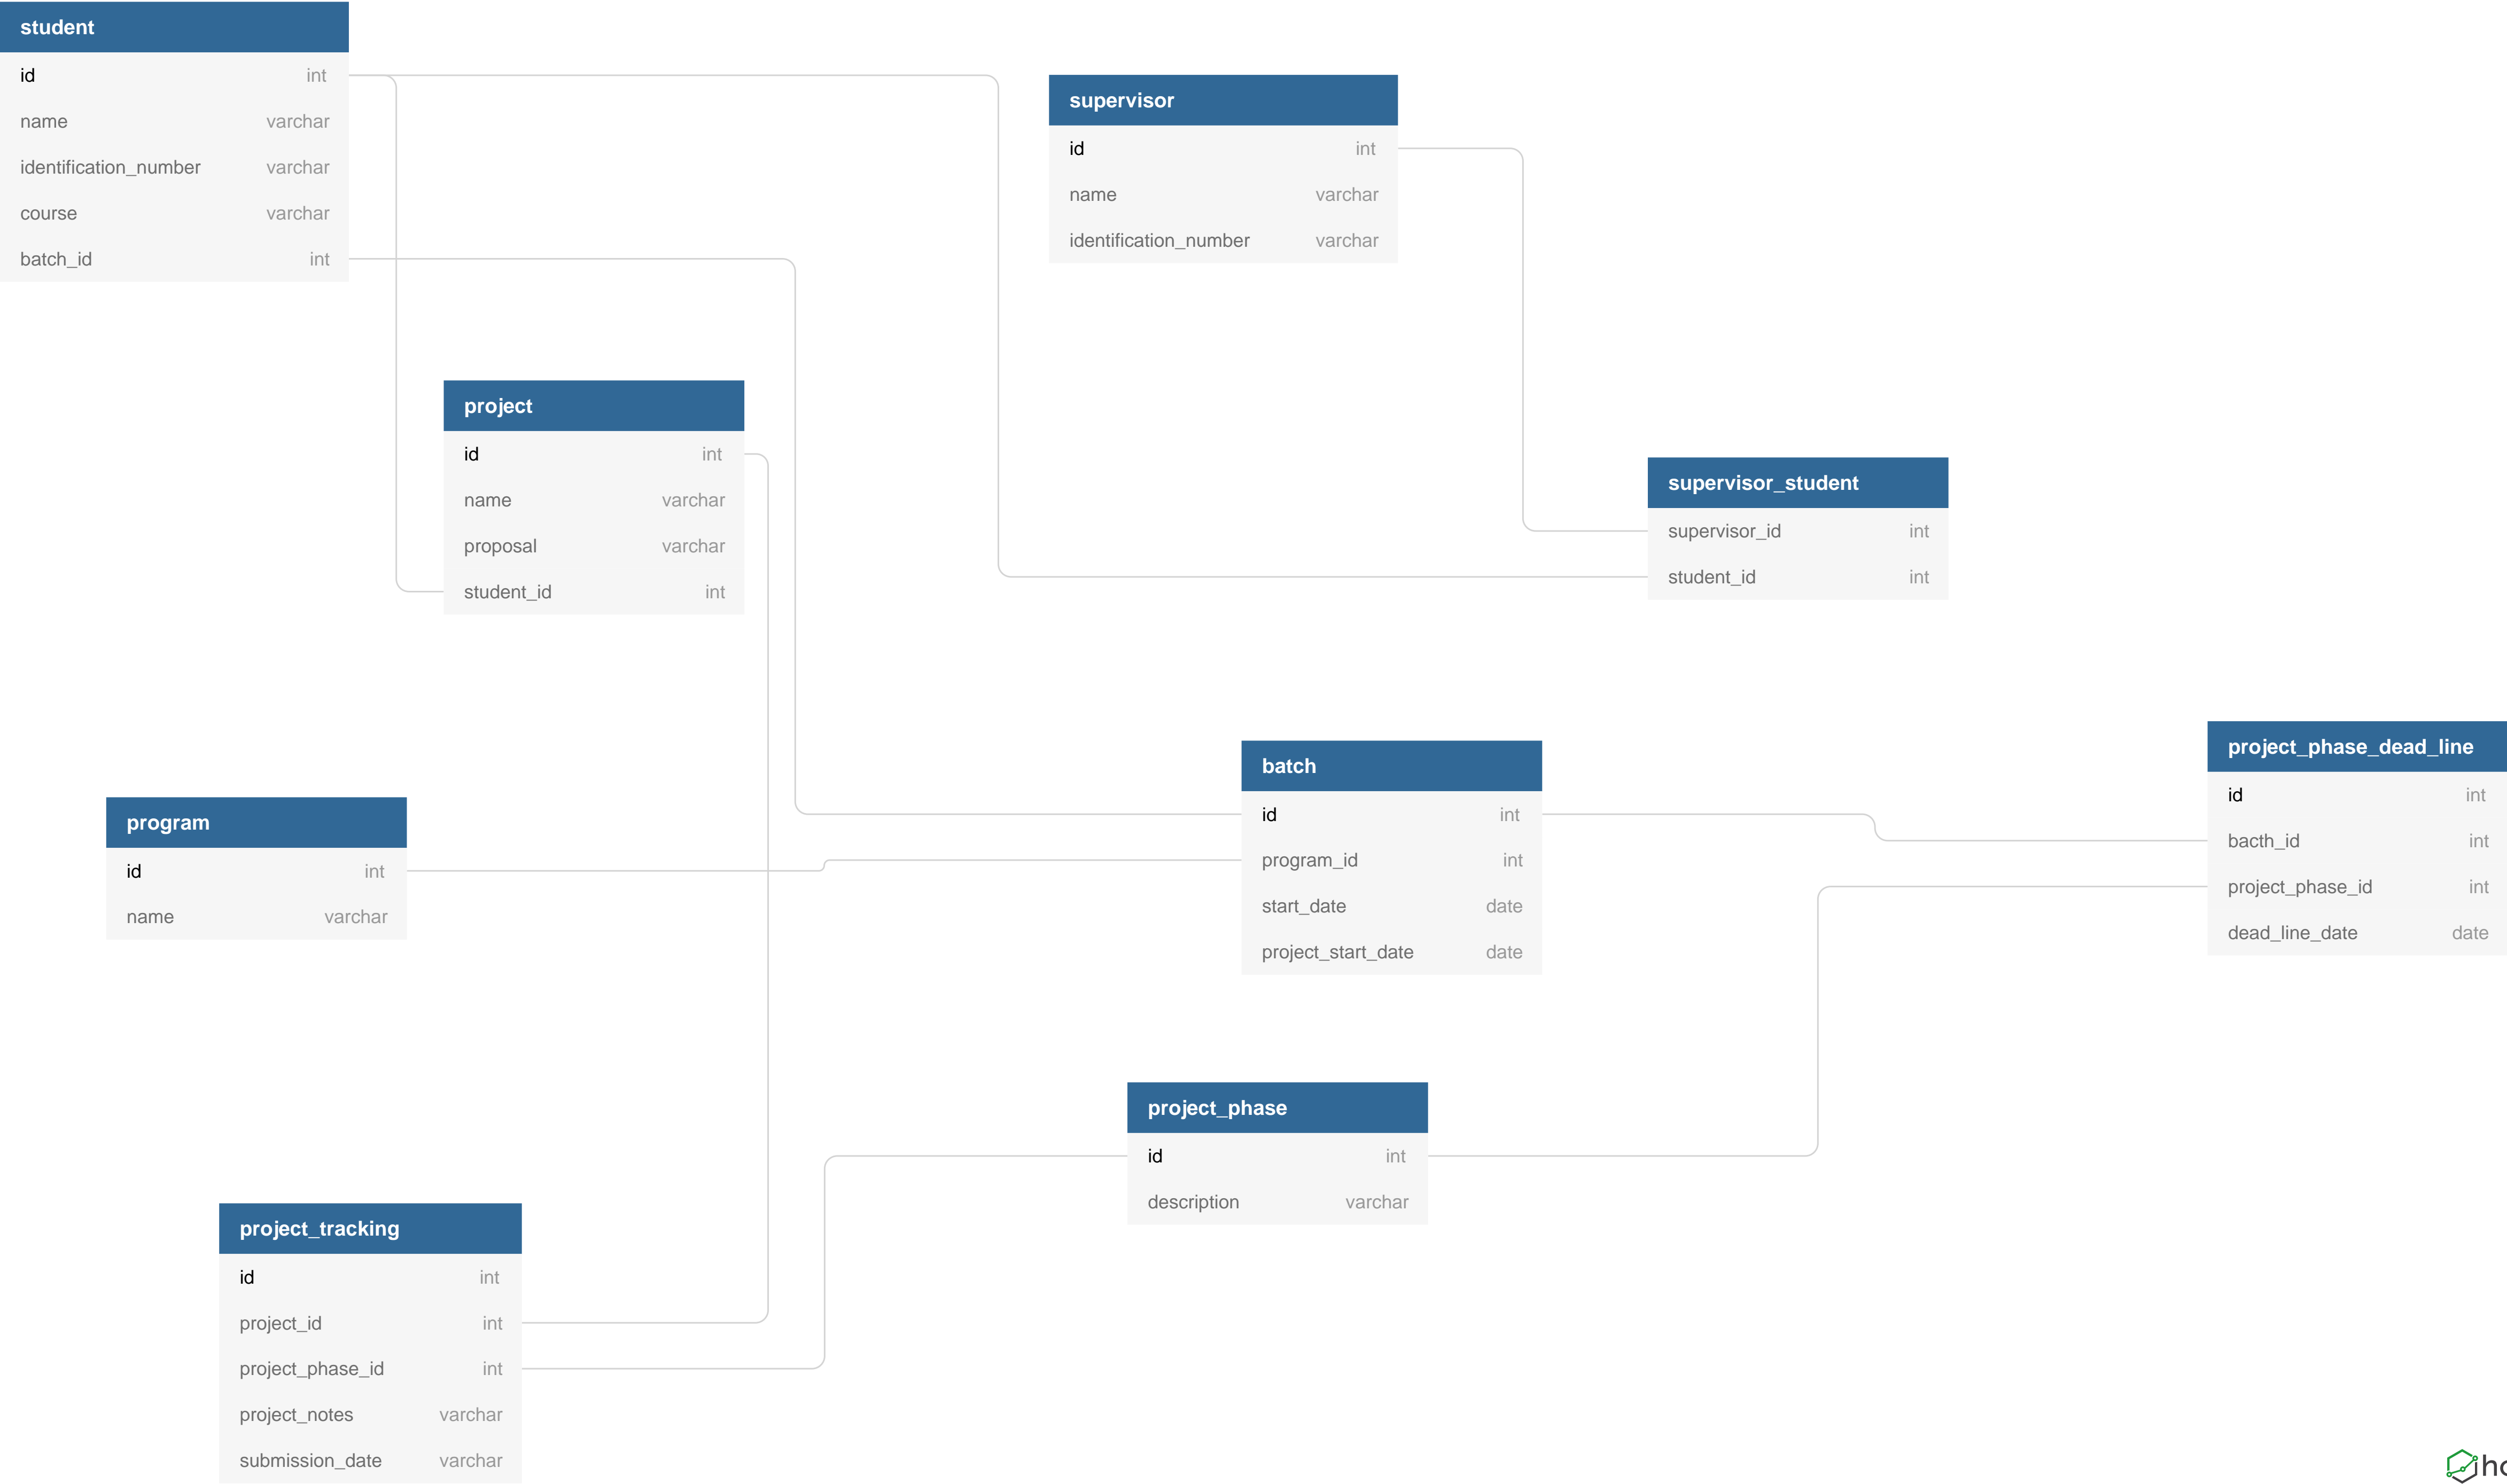 student
id int
name varchar
identification_number varchar
course varchar
batch_id int
supervisor
id int
name varchar
identification_number varchar
project
id int
name varchar
proposal varchar
student_id int
supervisor_student
supervisor_id int
student_id int
program
id int
name varchar
batch
id int
program_id int
start_date date
project_start_date date
project_phase_dead_line
id int
bacth_id int
project_phase_id int
dead_line_date date
project_phase
id int
description varchar
project_tracking
id int
project_id int
project_phase_id int
project_notes varchar
submission_date varchar